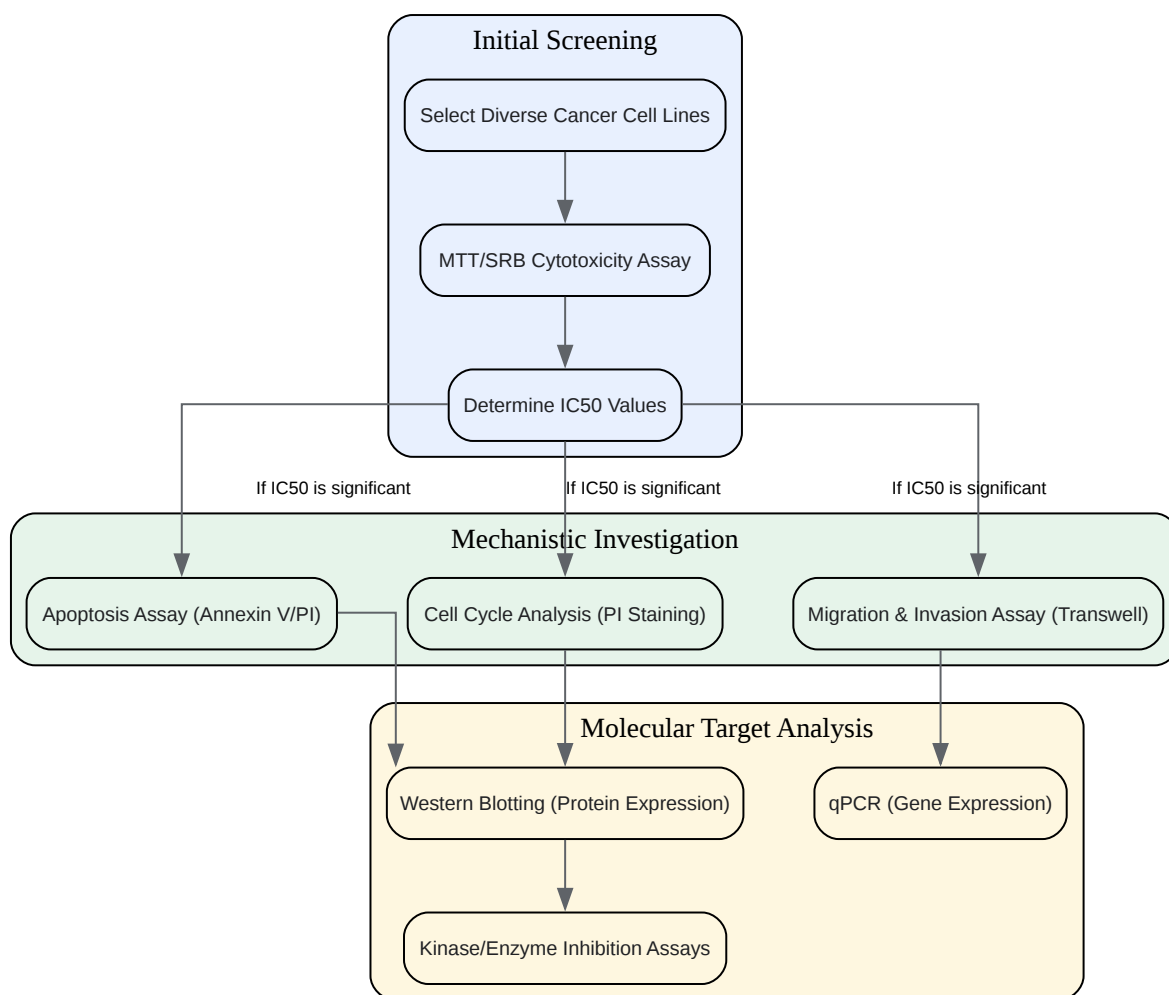 Initial Screening
Select Diverse Cancer Cell Lines
MTT/SRB Cytotoxicity Assay
Determine IC50 Values
If IC50 is significant
If IC50 is significant
If IC50 is significant
Mechanistic Investigation
Apoptosis Assay (Annexin V/PI)
Cell Cycle Analysis (PI Staining)
Migration & Invasion Assay (Transwell)
Molecular Target Analysis
Western Blotting (Protein Expression)
qPCR (Gene Expression)
Kinase/Enzyme Inhibition Assays